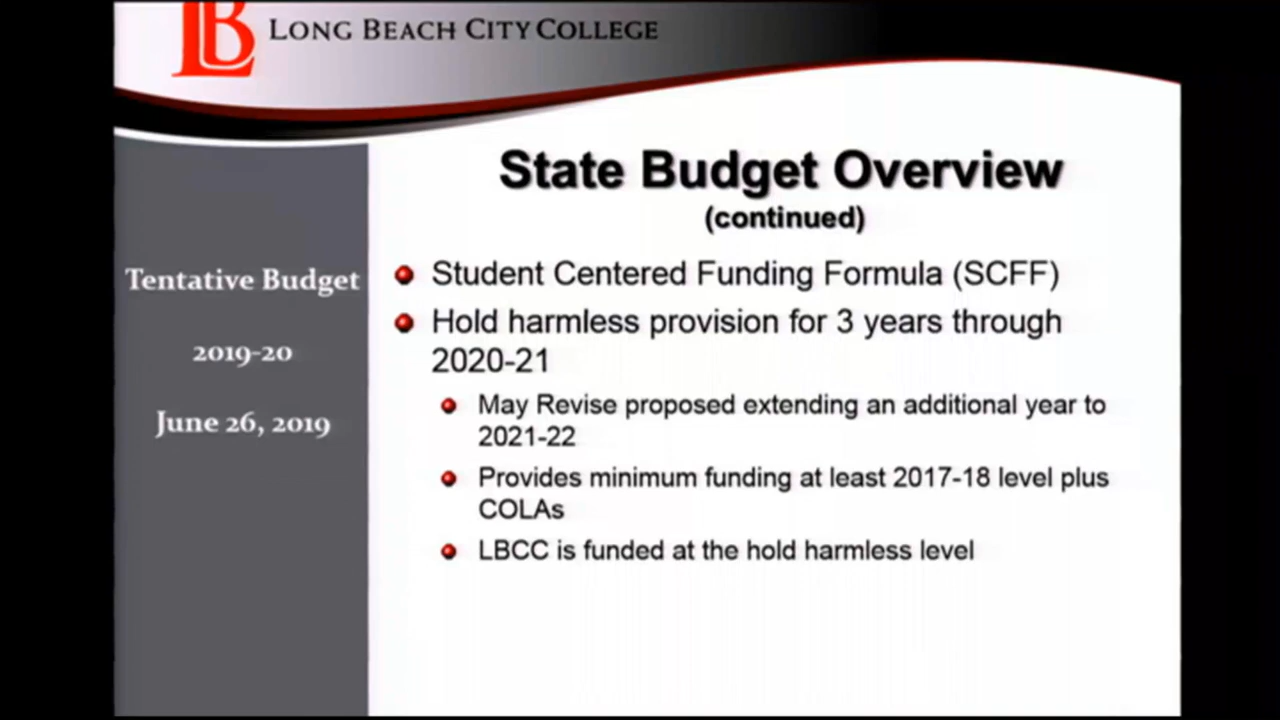 LB LONG BEACH CITY COLLEGE
State Budget Overview
(continued)
Tentative Budget
2019-20
June 26, 2019
Student Centered Funding Formula (SCFF)
Hold harmless provision for 3 years through
2020-21
May Revise proposed extending an additional year to
2021-22
Provides minimum funding at least 2017-18 level plus
COLAs
LBCC is funded at the hold harmless level